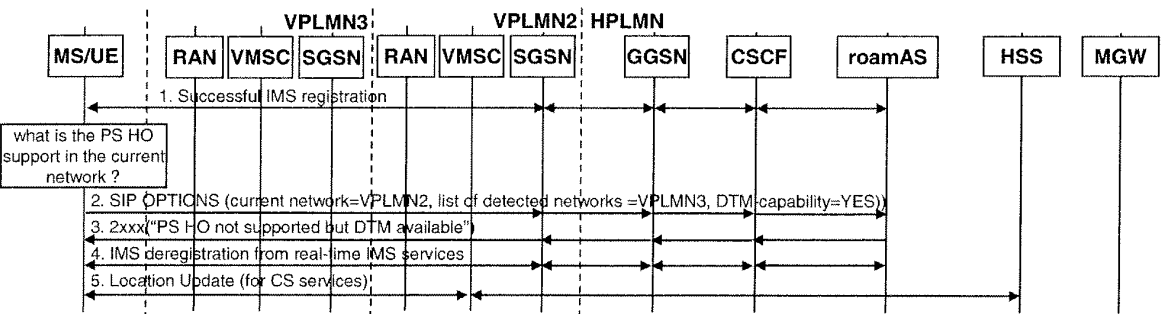 VPLMN3 VPLMN2 HPLMN
MS/UE RAN VMSC SGSN RAN VMSC SGSN GGSN CSCF roamAS HSS MGW
1. Successful IMS registration
what is the PS HO
support in the current
network ?
2. SIP OPTIONS (current network=VPLMN2, list of detected networks =VPLMN3, DTM-capability=YES))
3. 2xxx("PS HO not supported but DTM available")
4. IMS deregistration from real-time IMS services
5. Location Update (for CS services)